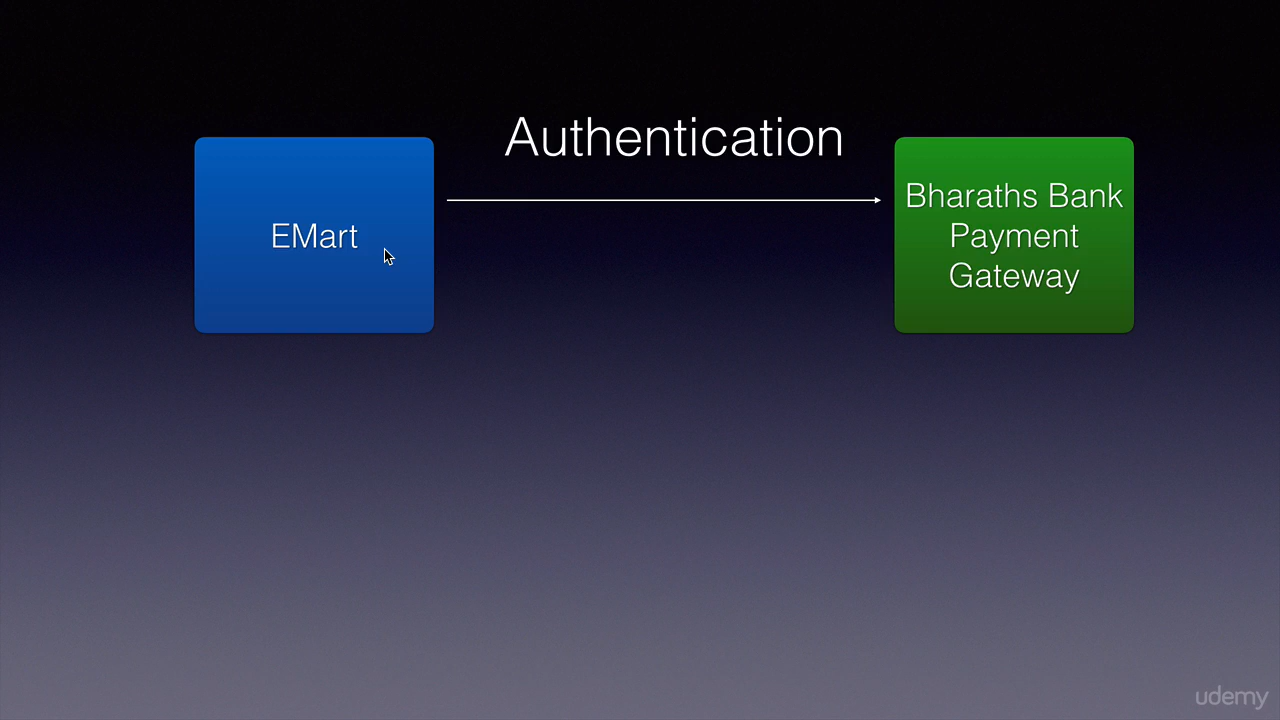 Authentication
EMart
Bharaths Bank
Payment
Gateway
udemy